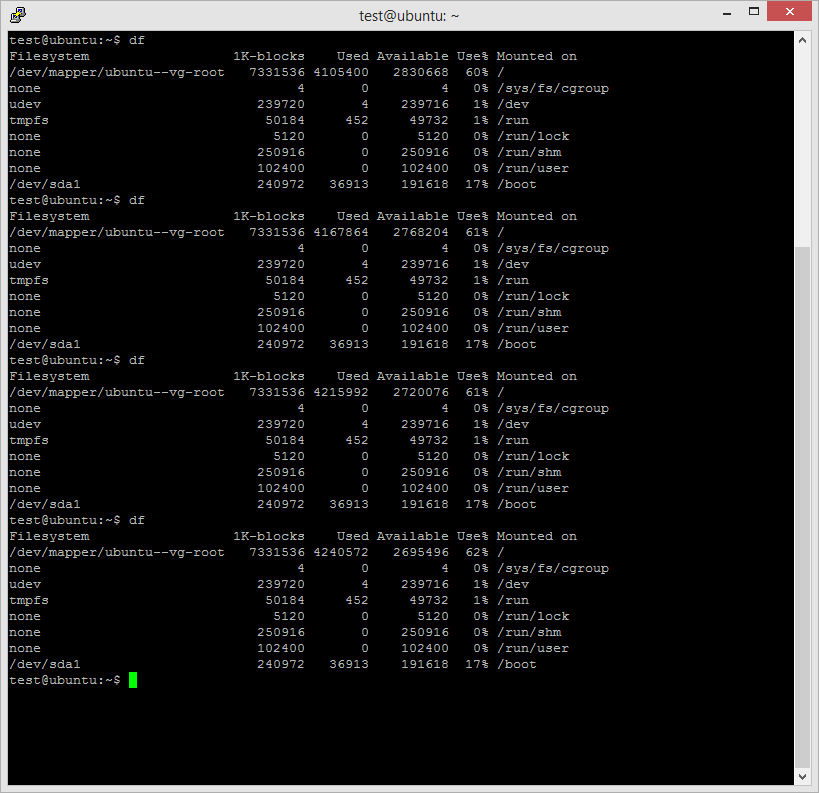 test@ubuntu: ~
test@ubuntu:~$ df
Filesystem                  1K-blocks    Used Available Use% Mounted on
/dev/mapper/ubuntu--vg-root   7331536 4105400   2830668  60% /
none                                4       0         4   0% /sys/fs/cgroup
udev                           239720       4    239716   1% /dev
tmpfs                           50184     452     49732   1% /run
none                             5120       0      5120   0% /run/lock
none                           250916       0    250916   0% /run/shm
none                           102400       0    102400   0% /run/user
/dev/sda1                      240972   36913    191618  17% /boot
test@ubuntu:~$ df
Filesystem                  1K-blocks    Used Available Use% Mounted on
/dev/mapper/ubuntu--vg-root   7331536 4167864   2768204  61% /
none                                4       0         4   0% /sys/fs/cgroup
udev                           239720       4    239716   1% /dev
tmpfs                           50184     452     49732   1% /run
none                             5120       0      5120   0% /run/lock
none                           250916       0    250916   0% /run/shm
none                           102400       0    102400   0% /run/user
/dev/sda1                      240972   36913    191618  17% /boot
test@ubuntu:~$ df
Filesystem                  1K-blocks    Used Available Use% Mounted on
/dev/mapper/ubuntu--vg-root   7331536 4215992   2720076  61% /
none                                4       0         4   0% /sys/fs/cgroup
udev                           239720       4    239716   1% /dev
tmpfs                           50184     452     49732   1% /run
none                             5120       0      5120   0% /run/lock
none                           250916       0    250916   0% /run/shm
none                           102400       0    102400   0% /run/user
/dev/sda1                      240972   36913    191618  17% /boot
test@ubuntu:~$ df
Filesystem                  1K-blocks    Used Available Use% Mounted on
/dev/mapper/ubuntu--vg-root   7331536 4240572   2695496  62% /
none                                4       0         4   0% /sys/fs/cgroup
udev                           239720       4    239716   1% /dev
tmpfs                           50184     452     49732   1% /run
none                             5120       0      5120   0% /run/lock
none                           250916       0    250916   0% /run/shm
none                           102400       0    102400   0% /run/user
/dev/sda1                      240972   36913    191618  17% /boot
test@ubuntu:~$